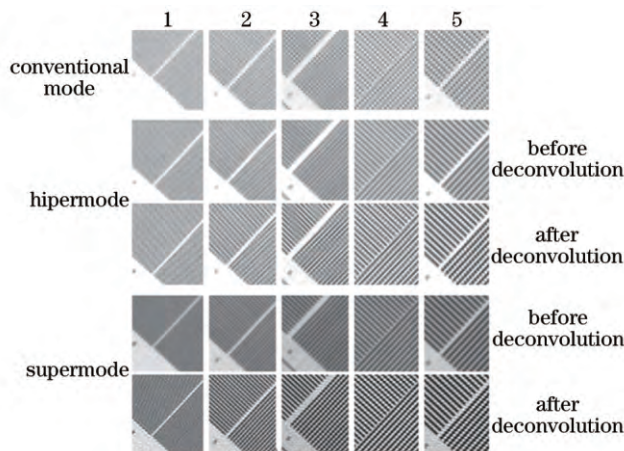 1 2 3 4 5
conventional
mode
before
deconvolution
hipermode
after
deconvolution
before
deconvolution
supermode
after
deconvolution